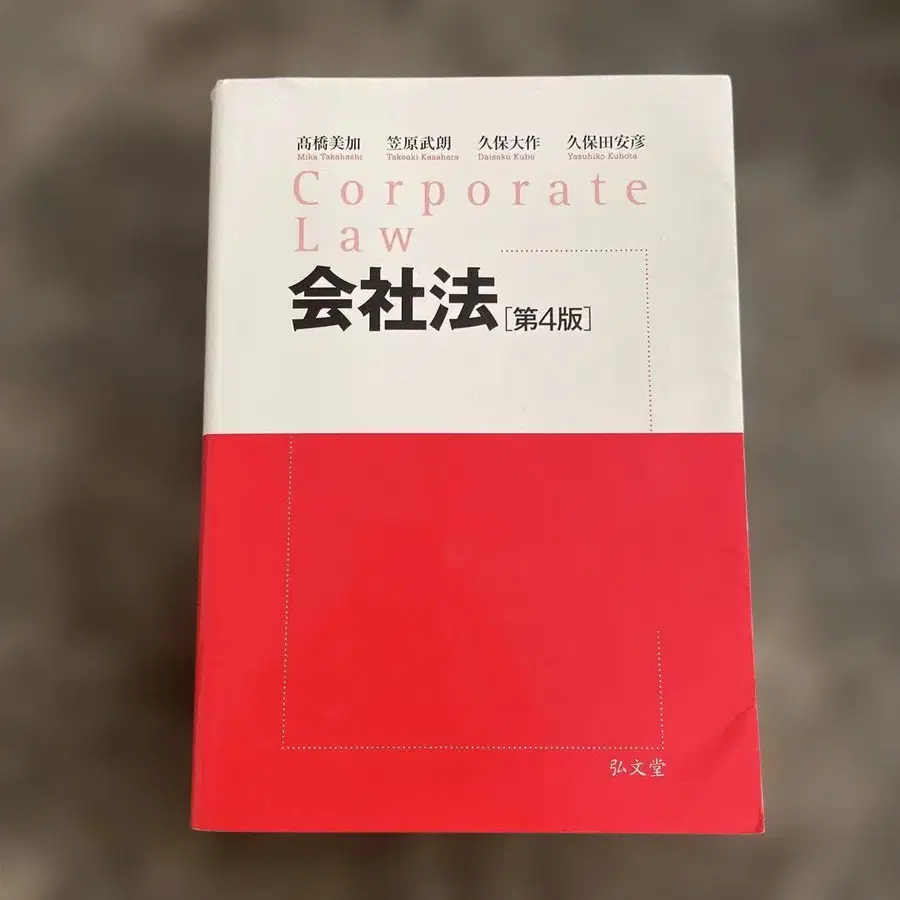 髙橋美加 笠原武朗 久保大作 久保田安彦
Mika Takahashi Takeaki Kasahara Daisaku Kubo Yasuhiko Kubota
Corporate
Law
会社法[第4版]
弘文堂